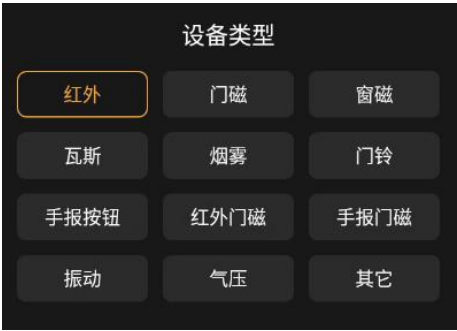 设备类型
红外 门磁 窗磁
瓦斯 烟雾 门铃
手报按钮 红外门磁 手报门磁
振动 气压 其它